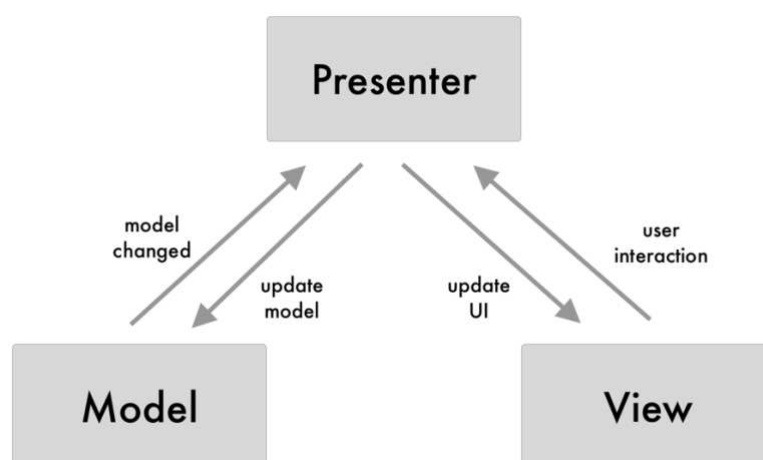 Presenter
model
changed
update
model
update
UI
user
interaction
Model
View